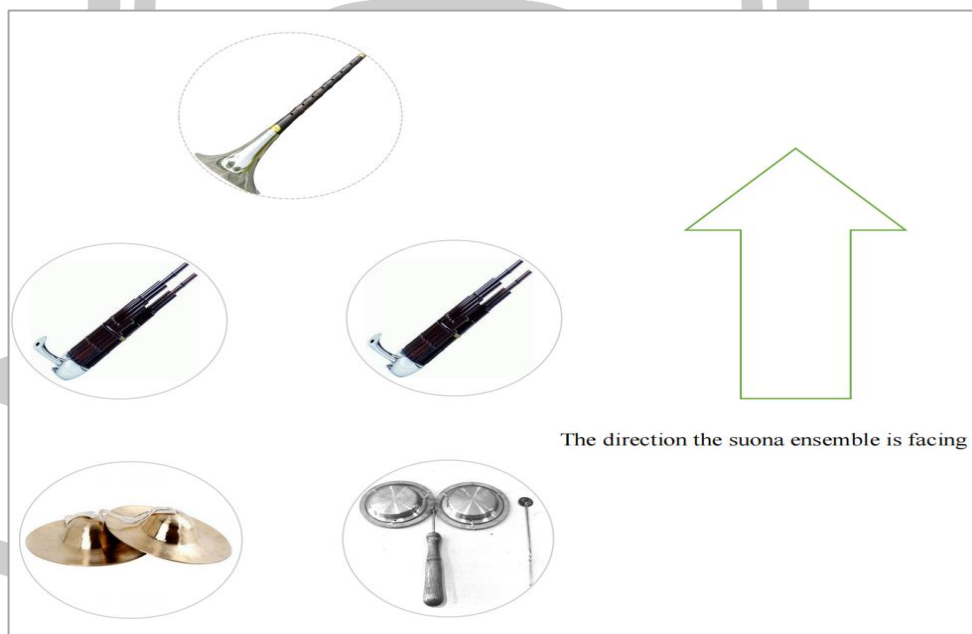 The direction the suona ensemble is facing